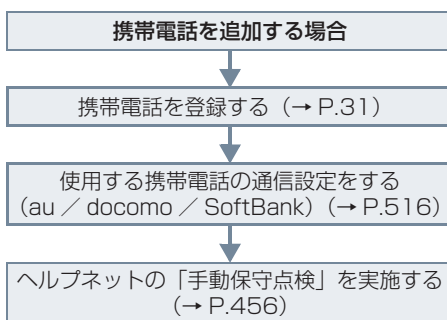 携帯電話を追加する場合
携帯電話を登録する（→ P.31）
使用する携帯電話の通信設定をする
（au ／ docomo ／ SoftBank）（→ P.516）
ヘルプネットの「手動保守点検」を実施する
（→ P.456）